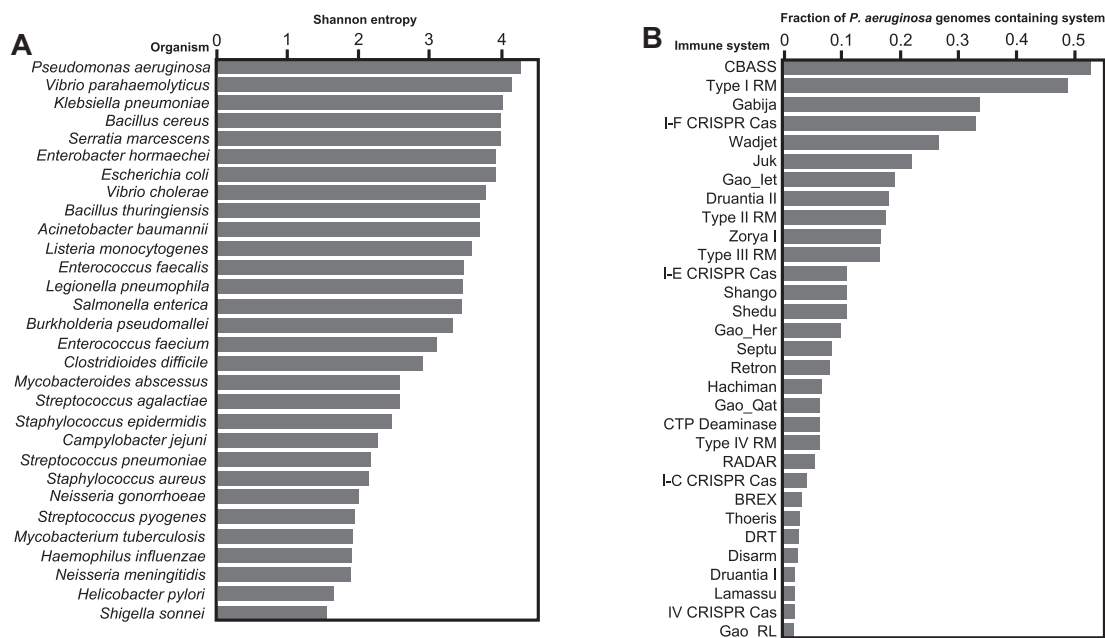 A
Shannon entropy
Organism
0 1 2 3 4
Pseudomonas aeruginosa
Vibrio parahaemolyticus
Klebsiella pneumoniae
Bacillus cereus
Serratia marcescens
Enterobacter hormaechei
Escherichia coli
Vibrio cholerae
Bacillus thuringiensis
Acinetobacter baumannii
Listeria monocytogenes
Enterococcus faecalis
Legionella pneumophila
Salmonella enterica
Burkholderia pseudomallei
Enterococcus faecium
Clostridioides difficile
Mycobacteroides abscessus
Streptococcus agalactiae
Staphylococcus epidermidis
Campylobacter jejuni
Streptococcus pneumoniae
Staphylococcus aureus
Neisseria gonorrhoeae
Streptococcus pyogenes
Mycobacterium tuberculosis
Haemophilus influenzae
Neisseria meningitidis
Helicobacter pylori
Shigella sonnei
B
Fraction of P. aeruginosa genomes containing system
Immune system
0 0.1 0.2 0.3 0.4 0.5
CBASS
Type I RM
Gabija
I-F CRISPR Cas
Wadjet
Juk
Gao_let
Druantia II
Type II RM
Zorya I
Type III RM
I-E CRISPR Cas
Shango
Shedu
Gao_Her
Septu
Retron
Hachiman
Gao_Qat
CTP Deaminase
Type IV RM
RADAR
I-C CRISPR Cas
BREX
Thoeris
DRT
Disarm
Druantia I
Lamassu
IV CRISPR Cas
Gao_RL